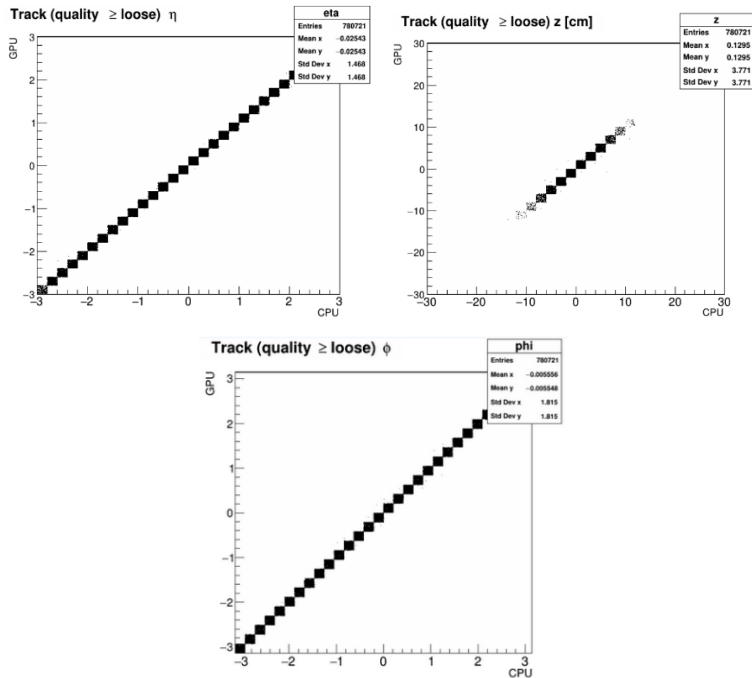 Track (quality ≥ loose) η
eta
Entries 780721
Mean x −0.02543
Mean y −0.02543
Std Dev x 1.468
Std Dev y 1.468
GPU
3
2
1
0
−1
−2
−3
−3 −2 −1 0 1 2 3
CPU
Track (quality ≥ loose) z [cm]
z
Entries 780721
Mean x 0.1295
Mean y 0.1295
Std Dev x 3.771
Std Dev y 3.771
GPU
30
20
10
0
−10
−20
−30
−30 −20 −10 0 10 20 30
CPU
Track (quality ≥ loose) ϕ
phi
Entries 780721
Mean x −0.005556
Mean y −0.005548
Std Dev x 1.815
Std Dev y 1.815
GPU
3
2
1
0
−1
−2
−3
−3 −2 −1 0 1 2 3
CPU